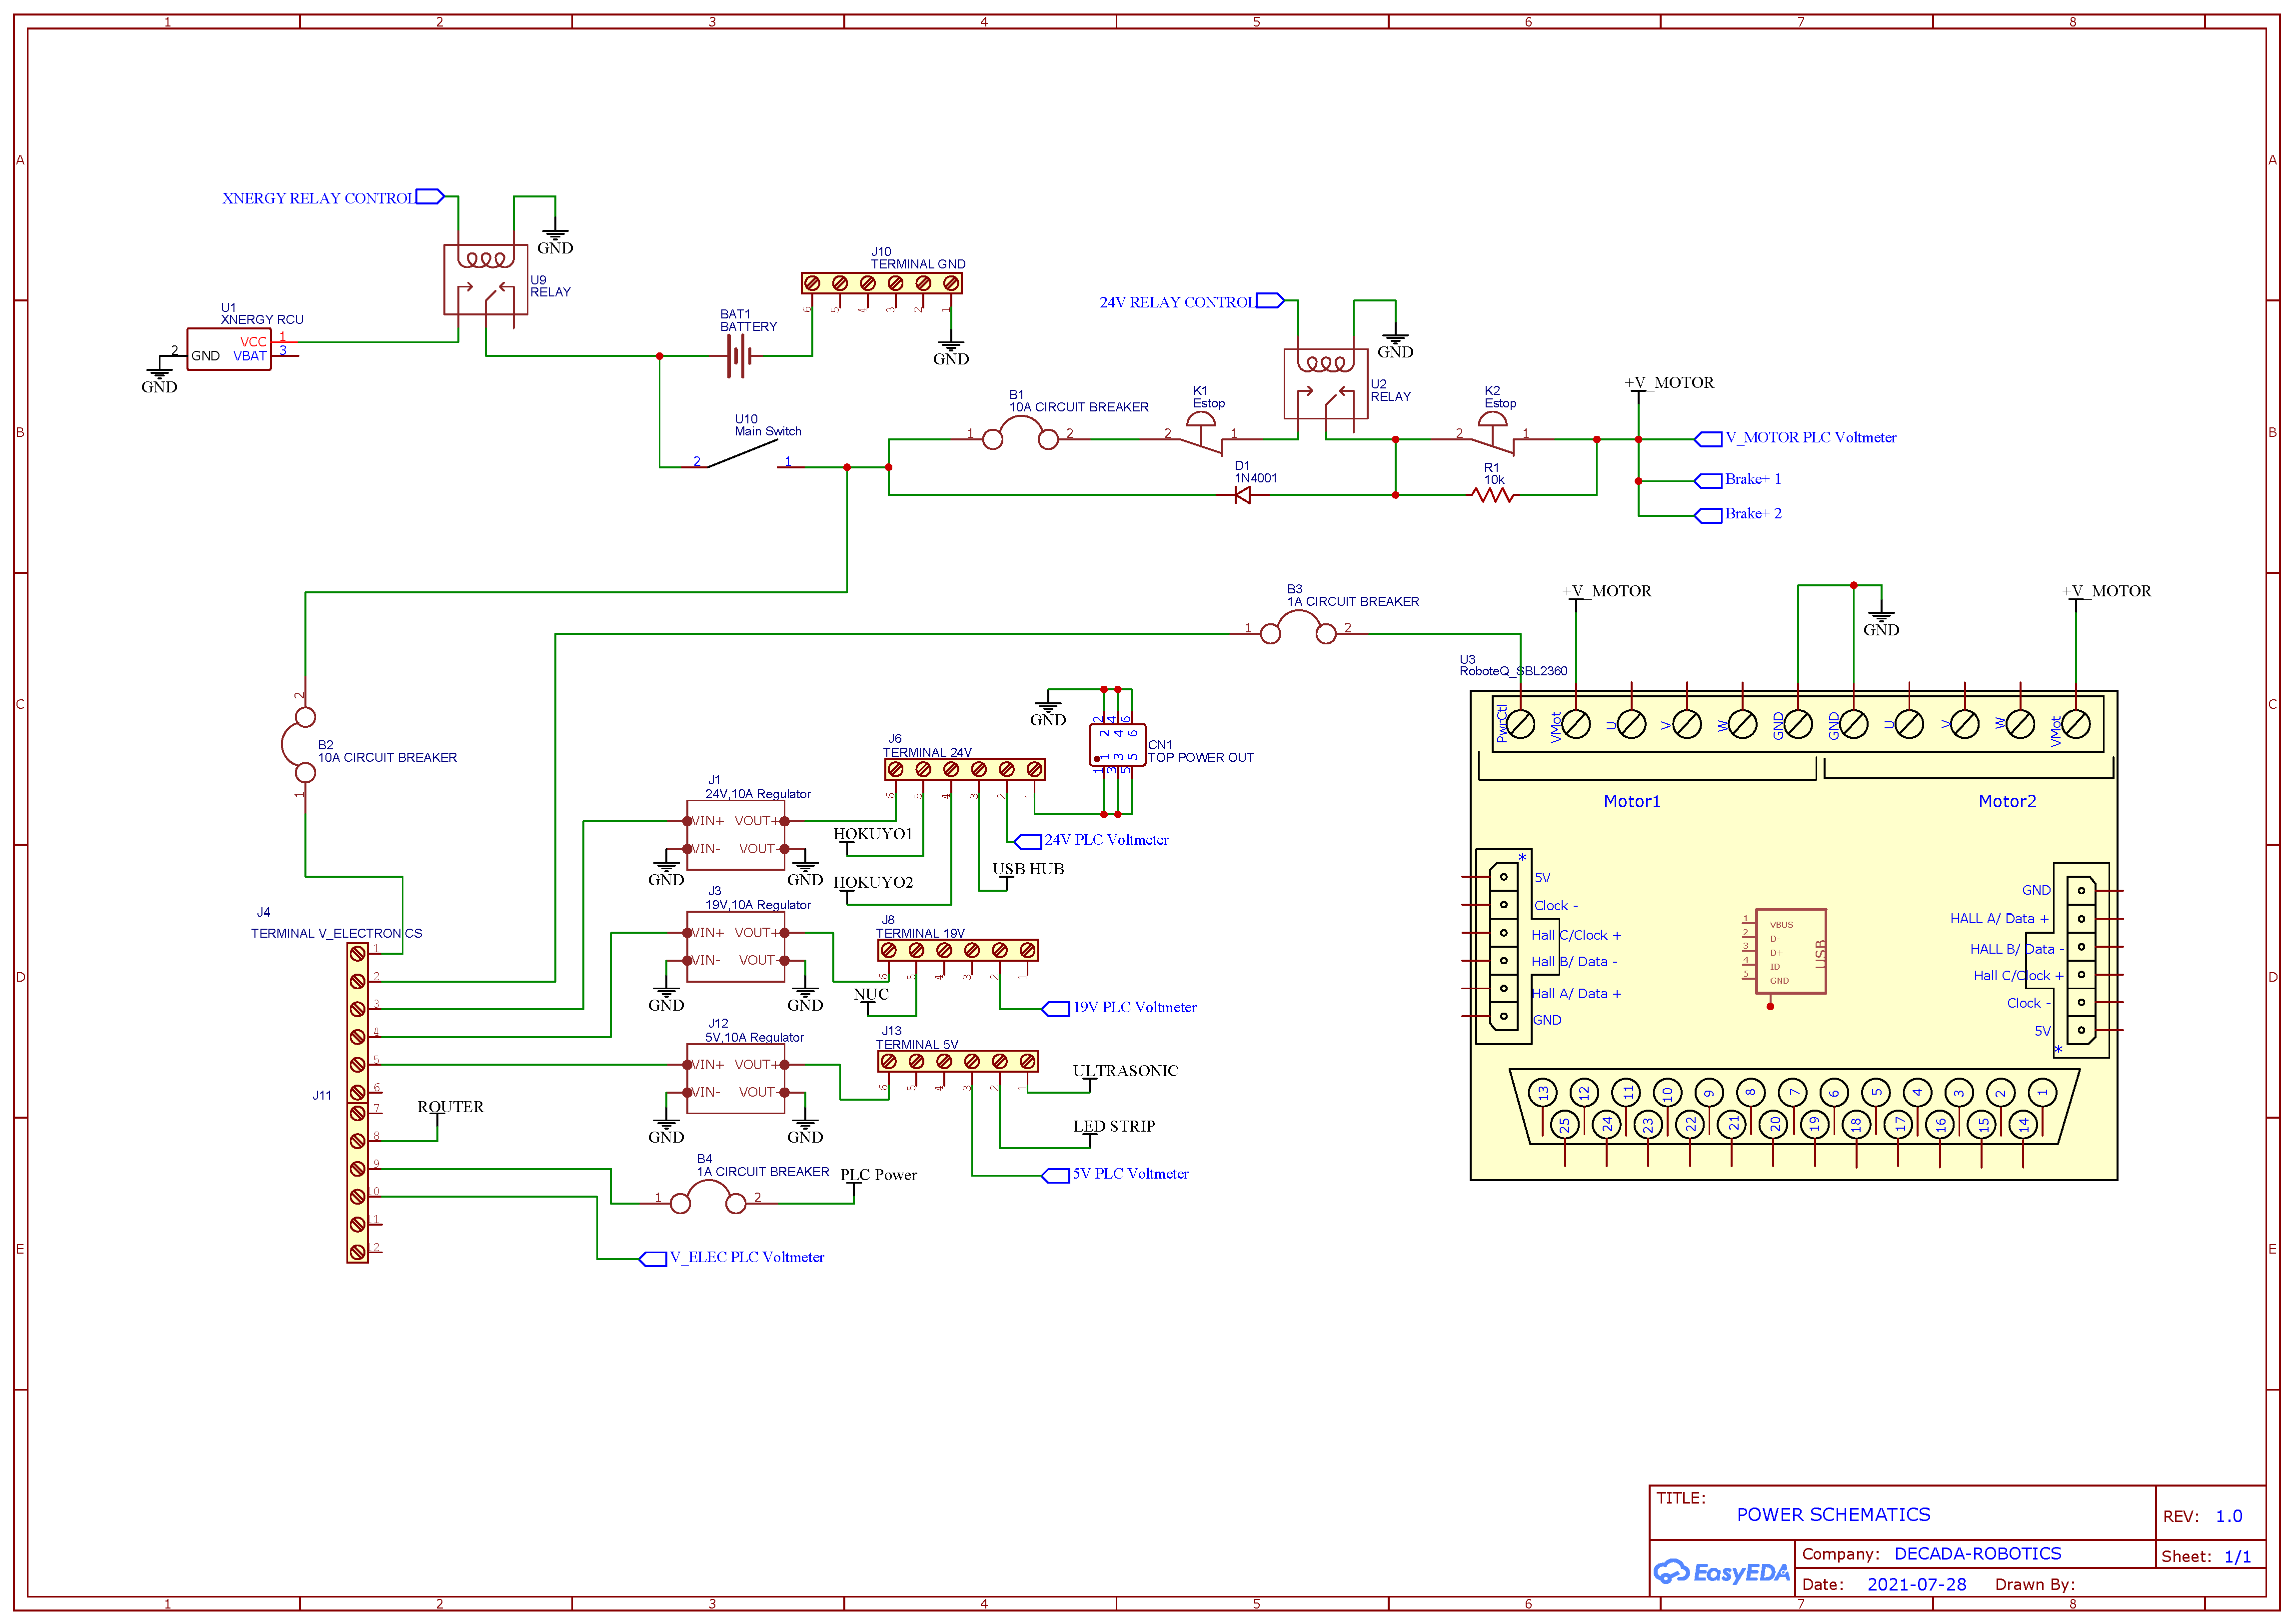 1 2 3 4 5 6 7 8
A A
XNERGY RELAY CONTROL
GND
U9
RELAY
J10
TERMINAL GND
6 5 4 3 2 1
GND
U1
XNERGY RCU
VCC 1
2 GND VBAT 3
GND
BAT1
BATTERY
24V RELAY CONTROL
GND
U2
RELAY
B B
U10
Main Switch
2 1
B1
10A CIRCUIT BREAKER
1 2
K1
Estop
2 1
K2
Estop
2 1
D1
1N4001
R1
10k
+V_MOTOR
V_MOTOR PLC Voltmeter
Brake+ 1
Brake+ 2
C C
B3
1A CIRCUIT BREAKER
1 2
+V_MOTOR
GND
+V_MOTOR
U3
RoboteQ_SBL2360
PwrCtl VMot U V W GND GND U V W VMot
Motor1 Motor2
2
B2
10A CIRCUIT BREAKER
1
GND
2 4 6
2 4 6
1 3 5
1 3 5
CN1
TOP POWER OUT
J6
TERMINAL 24V
6 5 4 3 2 1
J1
24V,10A Regulator
VIN+ VOUT+
VIN- VOUT-
GND GND
HOKUYO1
HOKUYO2
24V PLC Voltmeter
USB HUB
D D
J3
19V,10A Regulator
VIN+ VOUT+
VIN- VOUT-
GND GND
J8
TERMINAL 19V
6 5 4 3 2 1
NUC
19V PLC Voltmeter
J12
5V,10A Regulator
VIN+ VOUT+
VIN- VOUT-
GND GND
J13
TERMINAL 5V
6 5 4 3 2 1
ULTRASONIC
LED STRIP
5V PLC Voltmeter
J4
TERMINAL V_ELECTRONICS
1
2
3
4
5
6
J11
7
8
9
10
11
12
ROUTER
B4
1A CIRCUIT BREAKER
1 2
PLC Power
V_ELEC PLC Voltmeter
E E
*
5V
Clock -
Hall C/Clock +
Hall B/ Data -
Hall A/ Data +
GND
1 VBUS
2 D-
3 D+
4 ID
5 GND
USB
GND
HALL A/ Data +
HALL B/ Data -
Hall C/Clock +
Clock -
5V
*
13 12 11 10 9 8 7 6 5 4 3 2 1
25 24 23 22 21 20 19 18 17 16 15 14
TITLE:
POWER SCHEMATICS
REV: 1.0
EasyEDA
Company: DECADA-ROBOTICS
Sheet: 1/1
Date: 2021-07-28 Drawn By:
1 2 3 4 5 6 7 8